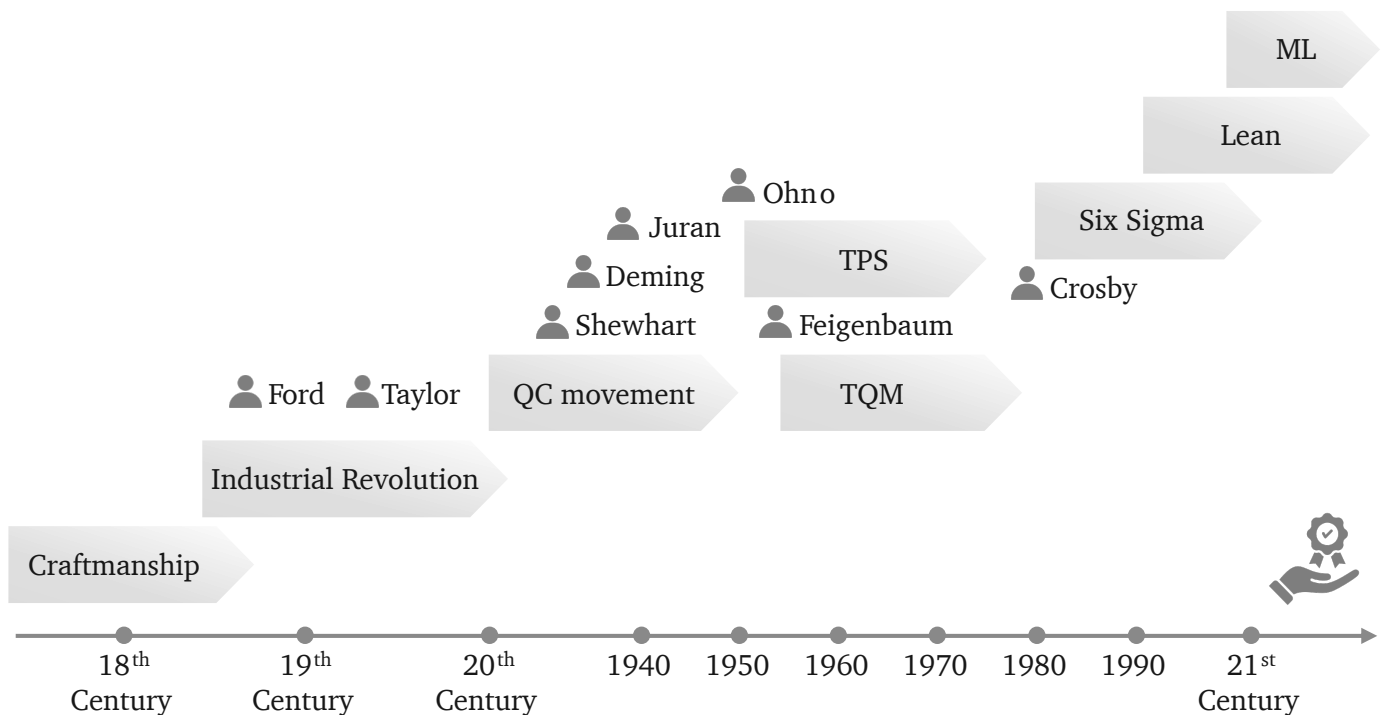 ML
Lean
Ohno
Six Sigma
Juran
TPS
Deming
Crosby
Shewhart
Feigenbaum
Ford
Taylor
QC movement
TQM
Industrial Revolution
Craftmanship
18th Century
19th Century
20th Century
1940
1950
1960
1970
1980
1990
21st Century